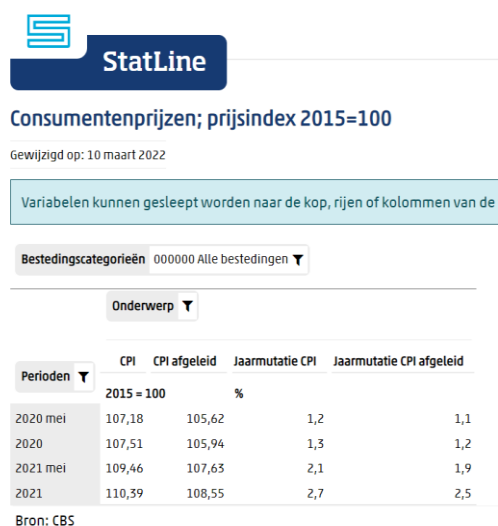 StatLine
Consumentenprijzen; prijsindex 2015=100
Gewijzigd op: 10 maart 2022
Variabelen kunnen gesleept worden naar de kop, rijen of kolommen van de
Bestedingscategorieën 000000 Alle bestedingen
Onderwerp
Perioden CPI CPI afgeleid Jaarmutatie CPI Jaarmutatie CPI afgeleid
2015 = 100 %
2020 mei 107,18 105,62 1,2 1,1
2020 107,51 105,94 1,3 1,2
2021 mei 109,46 107,63 2,1 1,9
2021 110,39 108,55 2,7 2,5
Bron: CBS